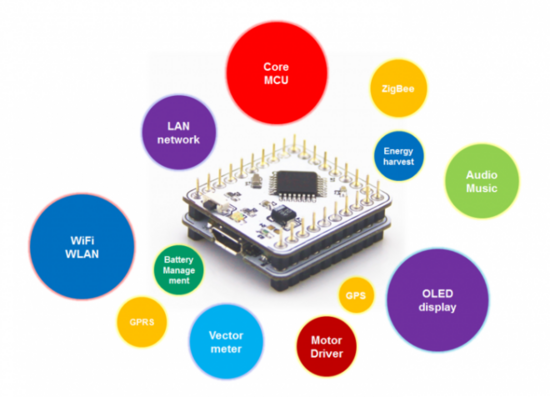 Core
MCU
ZigBee
LAN
network
Energy
harvest
Audio
Music
WiFi
WLAN
Battery
Manage
ment
GPS
OLED
display
GPRS
Vector
meter
Motor
Driver